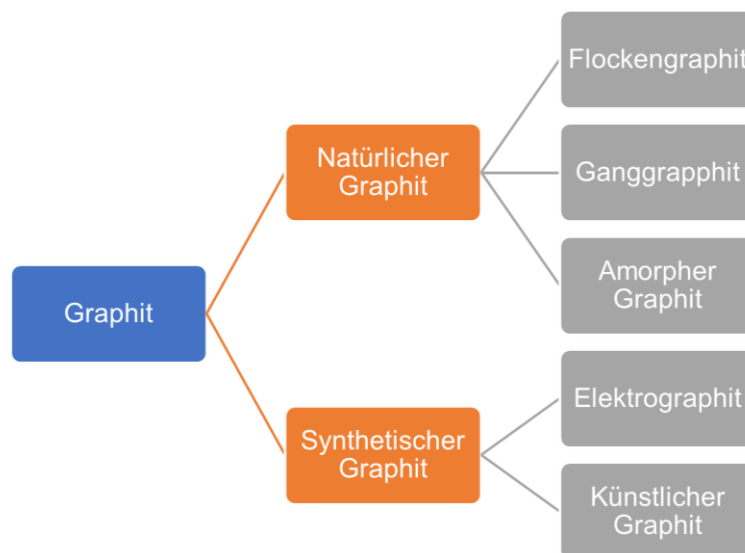 Graphit
Natürlicher
Graphit
Flockengraphit
Ganggrapphit
Amorpher
Graphit
Synthetischer
Graphit
Elektrographit
Künstlicher
Graphit